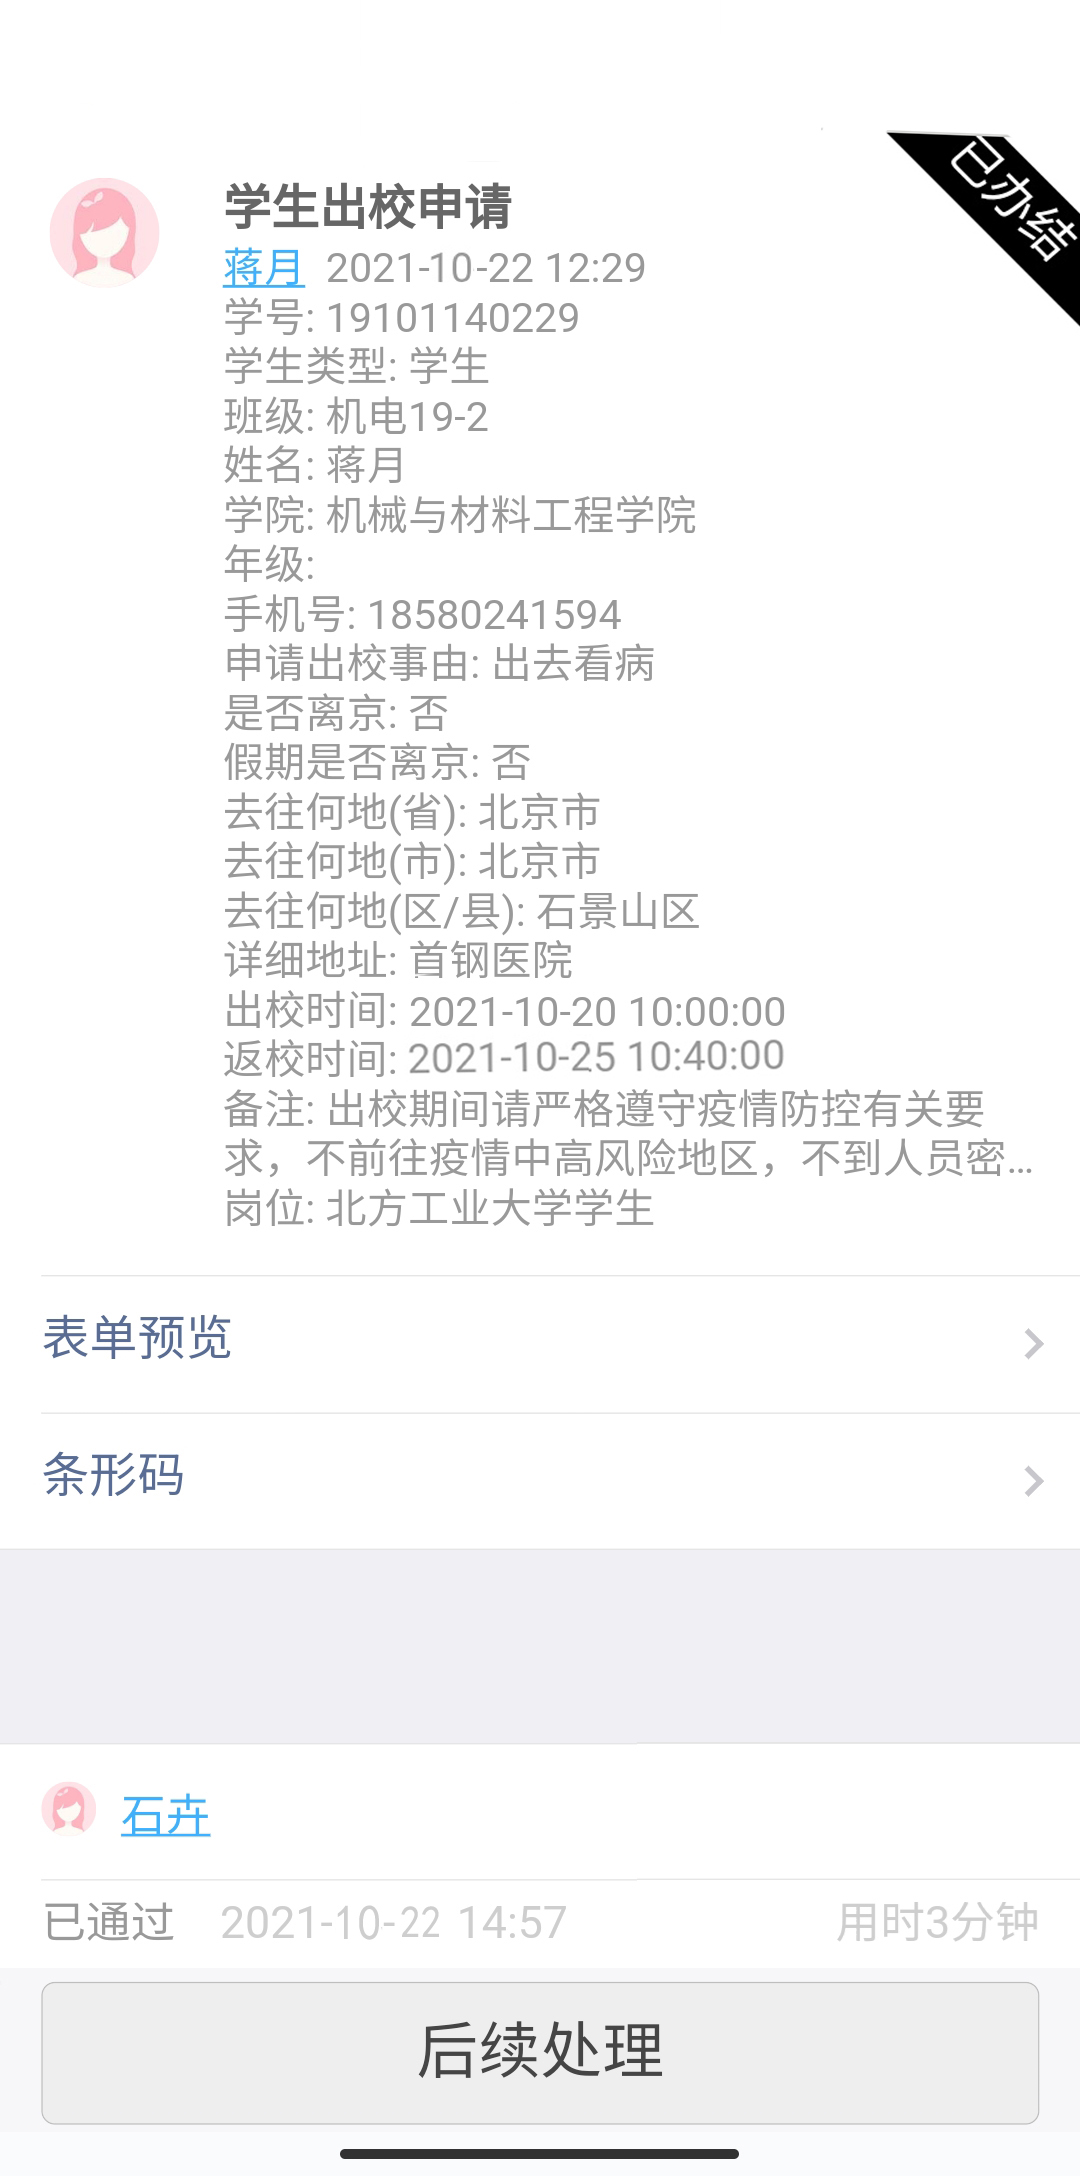 已办结
学生出校申请
蒋月 2021-10-22 12:29
学号: 19101140229
学生类型: 学生
班级: 机电19-2
姓名: 蒋月
学院: 机械与材料工程学院
年级:
手机号: 18580241594
申请出校事由: 出去看病
是否离京: 否
假期是否离京: 否
去往何地(省): 北京市
去往何地(市): 北京市
去往何地(区/县): 石景山区
详细地址: 首钢医院
出校时间: 2021-10-20 10:00:00
返校时间: 2021-10-25 10:40:00
备注: 出校期间请严格遵守疫情防控有关要
求，不前往疫情中高风险地区，不到人员密...
岗位: 北方工业大学学生
表单预览
条形码
石卉
已通过 2021-10-22 14:57 用时3分钟
后续处理